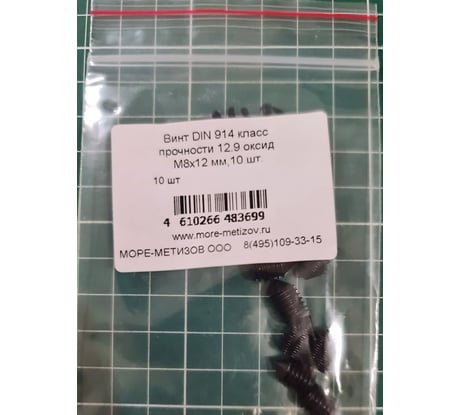 Винт DIN 914 класс
прочности 12.9 оксид
M8x12 мм,10 шт.
10 шт
4 610266 483699
www.more-metizov.ru
МОРЕ-МЕТИЗОВ ООО 8(495)109-33-15